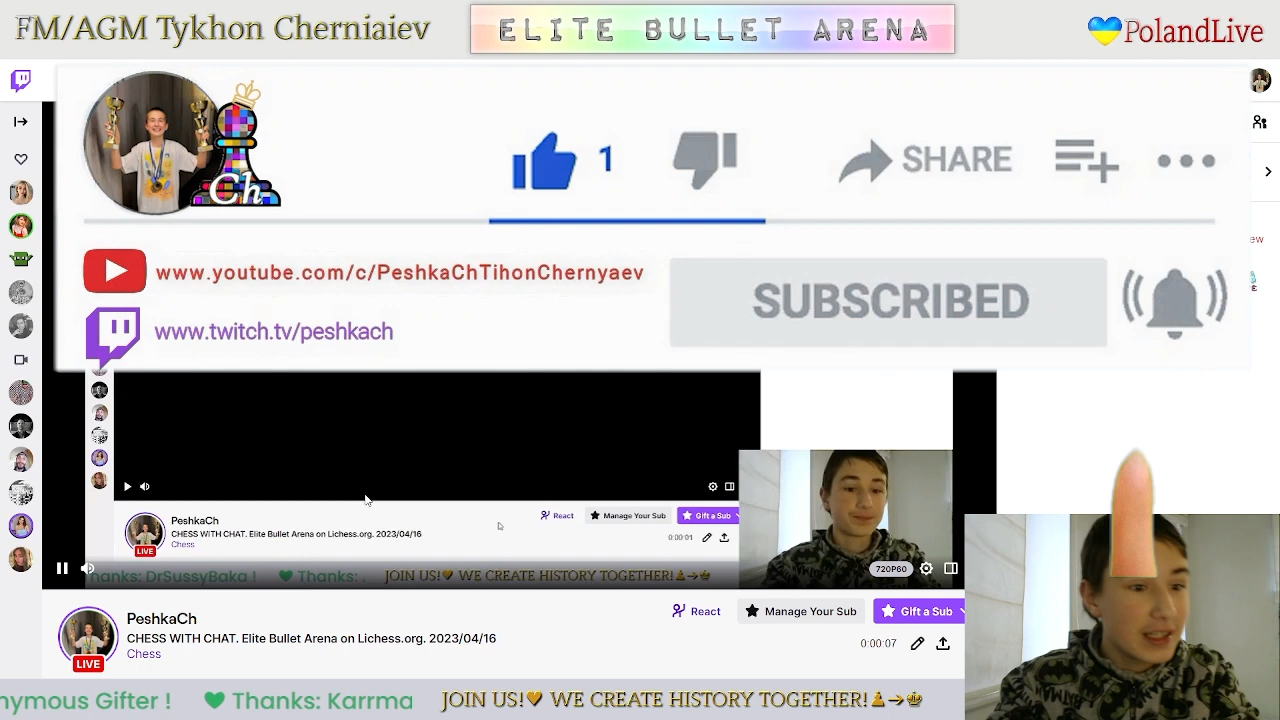 FM/AGM Tykhon Cherniaiev
ELITE BULLET ARENA
PolandLive
Ch
1
SHARE
www.youtube.com/c/PeshkaChTihonChernyaev
SUBSCRIBED
www.twitch.tv/peshkach
ew
PeshkaCh
CHESS WITH CHAT. Elite Bullet Arena on Lichess.org. 2023/04/16
Chess
LIVE
React
Manage Your Sub
Gift a Sub
0:00:01
hanks: DrSussyBaka !
Thanks:
JOIN US! WE CREATE HISTORY TOGETHER!
720P60
PeshkaCh
CHESS WITH CHAT. Elite Bullet Arena on Lichess.org. 2023/04/16
Chess
LIVE
React
Manage Your Sub
Gift a Sub
0:00:07
nymous Gifter !
Thanks: Karrma
JOIN US! WE CREATE HISTORY TOGETHER!